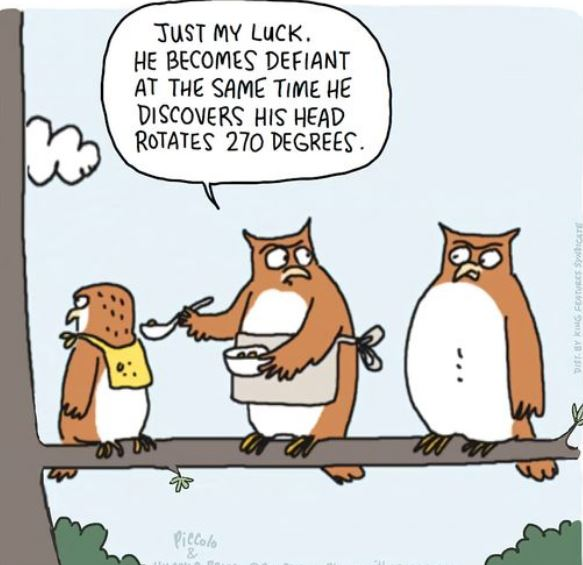 JUST MY LUCK.
HE BECOMES DEFIANT
AT THE SAME TIME HE
DISCOVERS HIS HEAD
ROTATES 270 DEGREES.
DIST. BY KING FEATURES SYNDICATE
Piccolo
&